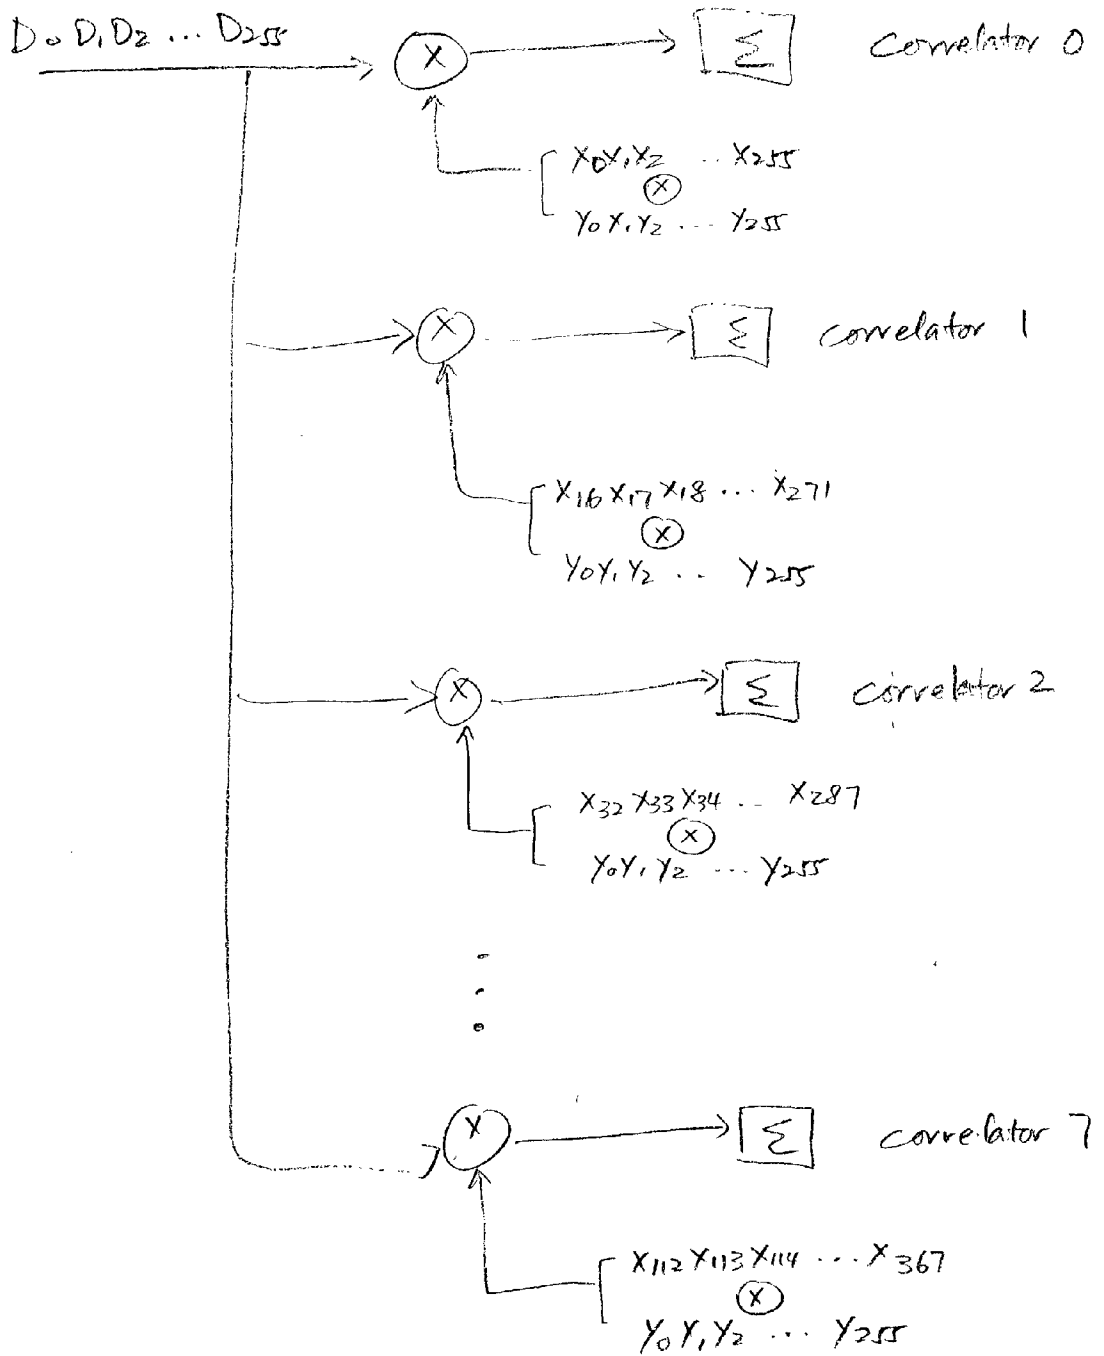 D0 D1 D2 ... D255
X Σ correlator 0
X0 X1 X2 .. X255
X
Y0 Y1 Y2 ... Y255
X Σ correlator 1
X16 X17 X18 ... X271
X
Y0 Y1 Y2 .. Y255
X Σ correlator 2
X32 X33 X34 .. X287
X
Y0 Y1 Y2 ... Y255
X Σ correlator 7
X112 X113 X114 ... X367
X
Y0 Y1 Y2 ... Y255